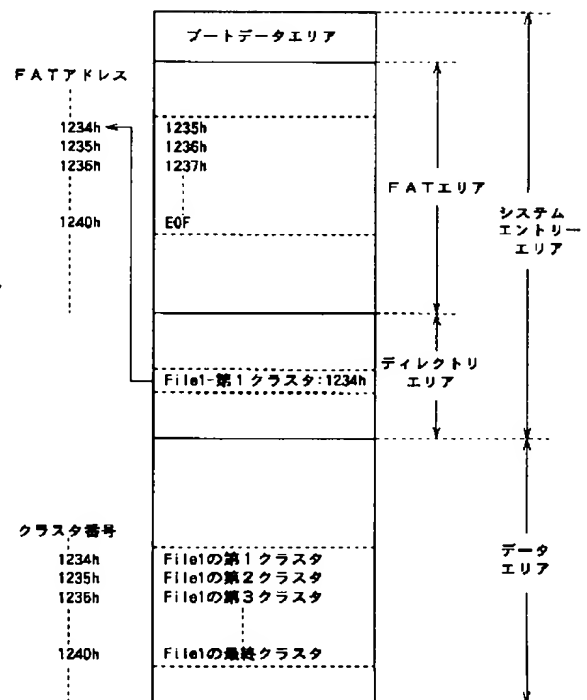 ブートデータエリア
FATアドレス
1234h
1235h
1235h
1236h
1236h
1237h
FATエリア
1240h
EOF
システム
エントリー
エリア
ディレクトリ
エリア
File1-第1クラスタ:1234h
クラスタ番号
1234h
File1の第1クラスタ
1235h
File1の第2クラスタ
1236h
File1の第3クラスタ
データ
エリア
1240h
File1の最終クラスタ